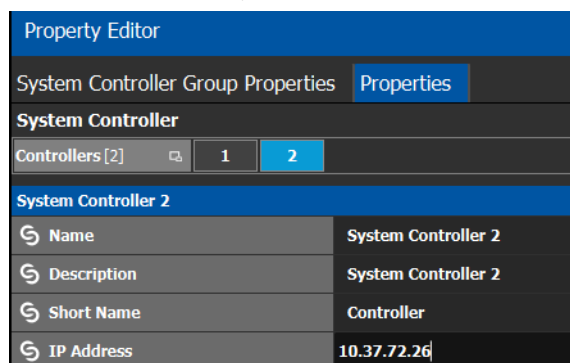 Property Editor
System Controller Group Properties Properties
System Controller
Controllers [2] 1 2
System Controller 2
Name System Controller 2
Description System Controller 2
Short Name Controller
IP Address 10.37.72.26